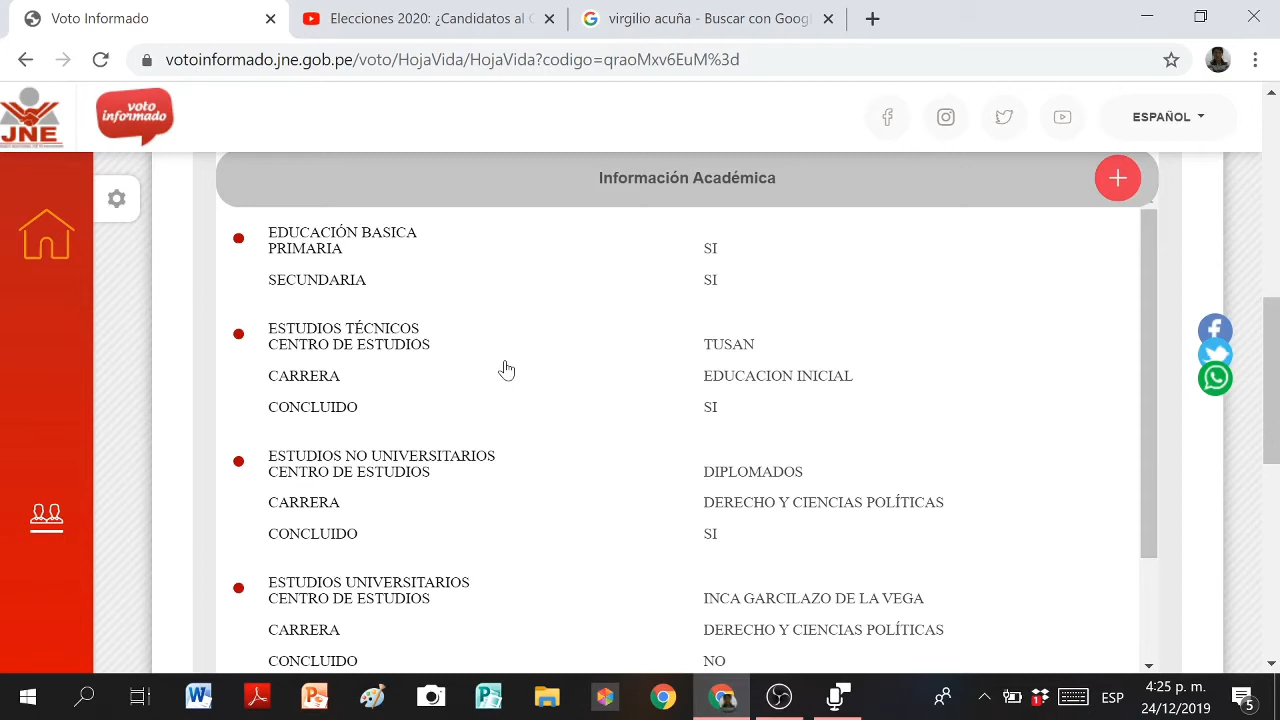 Voto Informado
Elecciones 2020: ¿Candidatos al C
virgilio acuña - Buscar con Googl
votoinformado.jne.gob.pe/voto/HojaVida/HojaVida?codigo=qraoMxv6EuM%3d
JNE
voto informado
ESPAÑOL
Información Académica
EDUCACIÓN BASICA
PRIMARIA SI
SECUNDARIA SI
ESTUDIOS TÉCNICOS
CENTRO DE ESTUDIOS TUSAN
CARRERA EDUCACION INICIAL
CONCLUIDO SI
ESTUDIOS NO UNIVERSITARIOS
CENTRO DE ESTUDIOS DIPLOMADOS
CARRERA DERECHO Y CIENCIAS POLÍTICAS
CONCLUIDO SI
ESTUDIOS UNIVERSITARIOS
CENTRO DE ESTUDIOS INCA GARCILAZO DE LA VEGA
CARRERA DERECHO Y CIENCIAS POLÍTICAS
CONCLUIDO NO
ESP
4:25 p. m.
24/12/2019
5